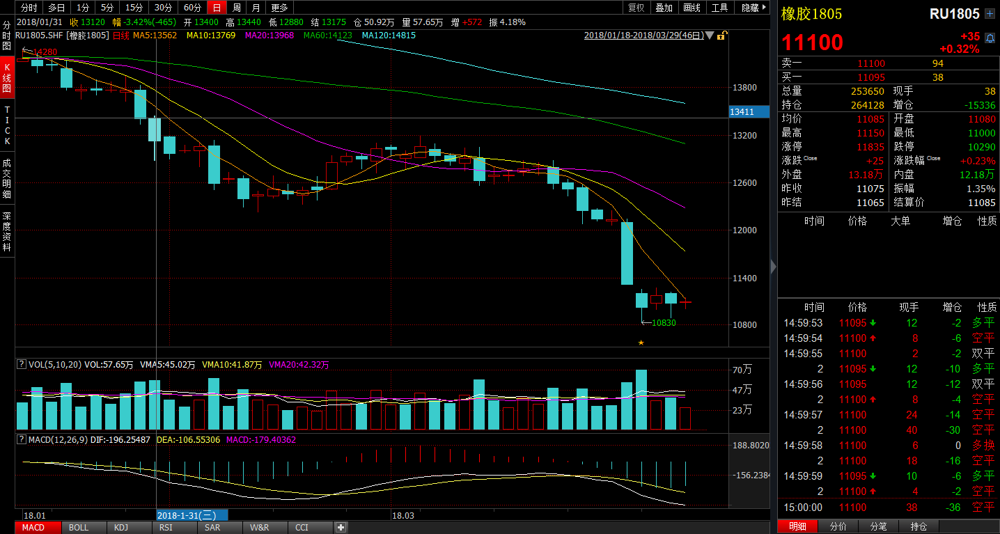 分时 多日 1分 5分 15分 30分 60分 日 周 月 更多 复权 叠加 画线 工具 隐藏
2018/01/31 收 13120 幅 -3.42%(-465) 开 13400 高 13440 低 12880 结 13175 仓 50.92万 量 57.65万 增 +572 振 4.18%
RU1805.SHF [橡胶1805] 日线 MA5:13562 MA10:13769 MA20:13968 MA60:14123 MA120:14815 2018/01/18-2018/03/29(46日)
分时图
K线图
TICK
成交明细
深度资料
14280
13800
13411
13200
12600
12000
11400
10830
10800
? VOL(5,10,20) VOL:57.65万 VMA5:45.02万 VMA10:41.87万 VMA20:42.32万
70万
47万
23万
? MACD(12,26,9) DIF:-196.25487 DEA:-106.55306 MACD:-179.40362
188.8020
-156.2384
18.01 2018-1-31(三) 18.03
MACD BOLL KDJ RSI SAR W&R CCI
橡胶1805 RU1805
11100 +35
+0.32%
卖一 11100 94
买一 11095 38
总量 253650 现手 38
持仓 264128 增仓 -15336
均价 11085 开盘 11080
最高 11150 最低 11000
涨停 11835 跌停 10290
涨跌 Close +25 涨跌幅 Close +0.23%
外盘 13.18万 内盘 12.18万
昨收 11075 振幅 1.35%
昨结 11065 结算价 11085
时间 价格 大单 增仓 性质
时间 价格 现手 增仓 性质
14:59:53 11095 12 -2 多平
14:59:54 11100 8 -6 空平
14:59:55 11100 2 -2 双平
2 11095 12 -10 多平
14:59:56 11095 12 -12 双平
2 11100 8 -4 空平
14:59:57 11100 24 -14 空平
2 11100 40 -30 空平
14:59:58 11100 6 0 多换
2 11100 18 -16 空平
14:59:59 11095 10 -6 多平
2 11100 4 -2 空平
15:00:00 11100 38 -36 空平
明细 分价 分笔 持仓